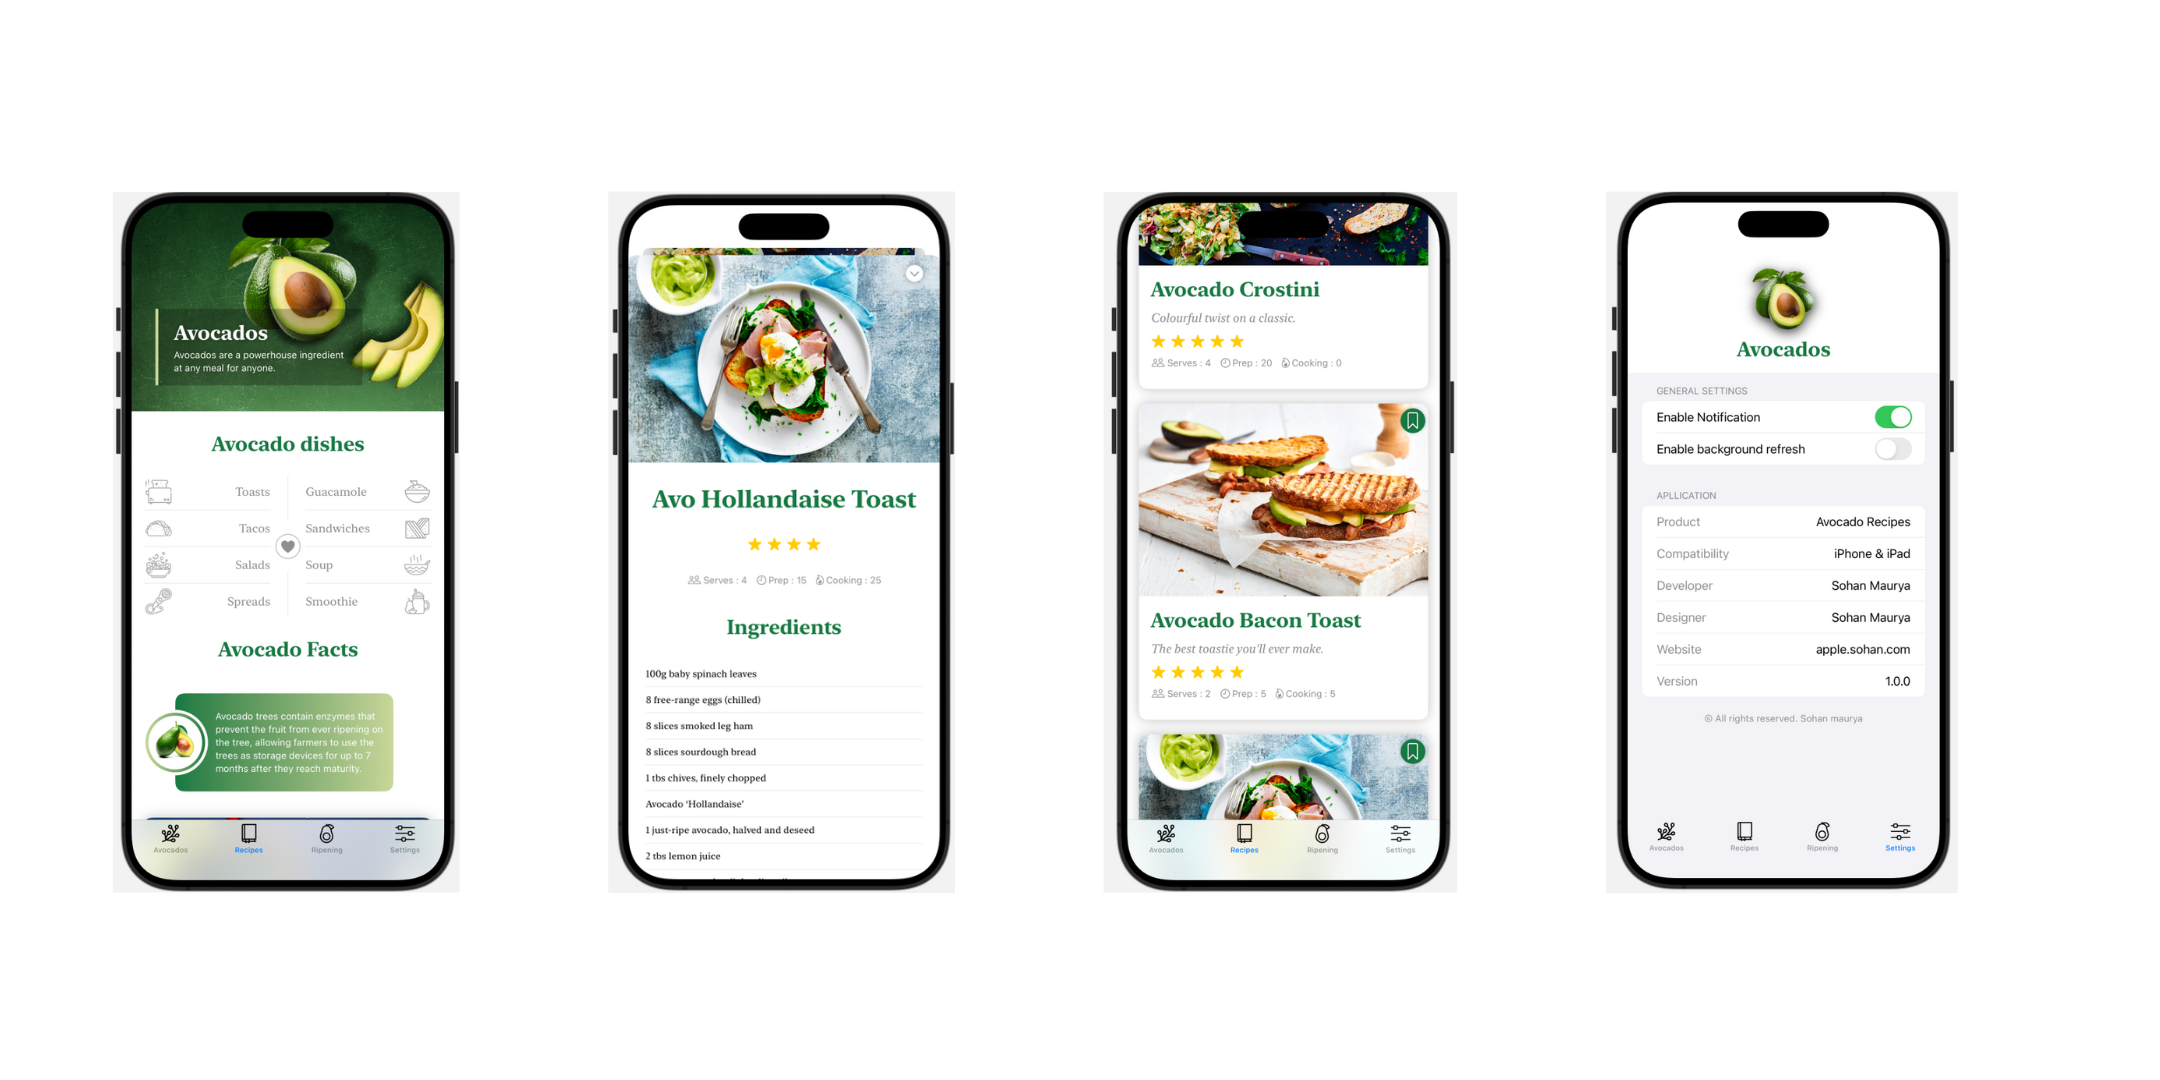 Avocados
Avocados are a powerhouse ingredient
at any meal for anyone.
Avocado dishes
Toasts
Guacamole
Tacos
Sandwiches
Salads
Soup
Spreads
Smoothie
Avocado Facts
Avocado trees contain enzymes that
prevent the fruit from ever ripening on
the tree, allowing farmers to use the
trees as storage devices for up to 7
months after they reach maturity.
Avocados
Recipes
Ripening
Settings
Avo Hollandaise Toast
Serves : 4
Prep : 15
Cooking : 25
Ingredients
100g baby spinach leaves
8 free-range eggs (chilled)
8 slices smoked leg ham
8 slices sourdough bread
1 tbs chives, finely chopped
Avocado ‘Hollandaise’
1 just-ripe avocado, halved and deseed
2 tbs lemon juice
Avocado Crostini
Colourful twist on a classic.
Serves : 4
Prep : 20
Cooking : 0
Avocado Bacon Toast
The best toastie you'll ever make.
Serves : 2
Prep : 5
Cooking : 5
Avocados
Recipes
Ripening
Settings
Avocados
GENERAL SETTINGS
Enable Notification
Enable background refresh
APLLICATION
Product
Avocado Recipes
Compatibility
iPhone & iPad
Developer
Sohan Maurya
Designer
Sohan Maurya
Website
apple.sohan.com
Version
1.0.0
© All rights reserved. Sohan maurya
Avocados
Recipes
Ripening
Settings